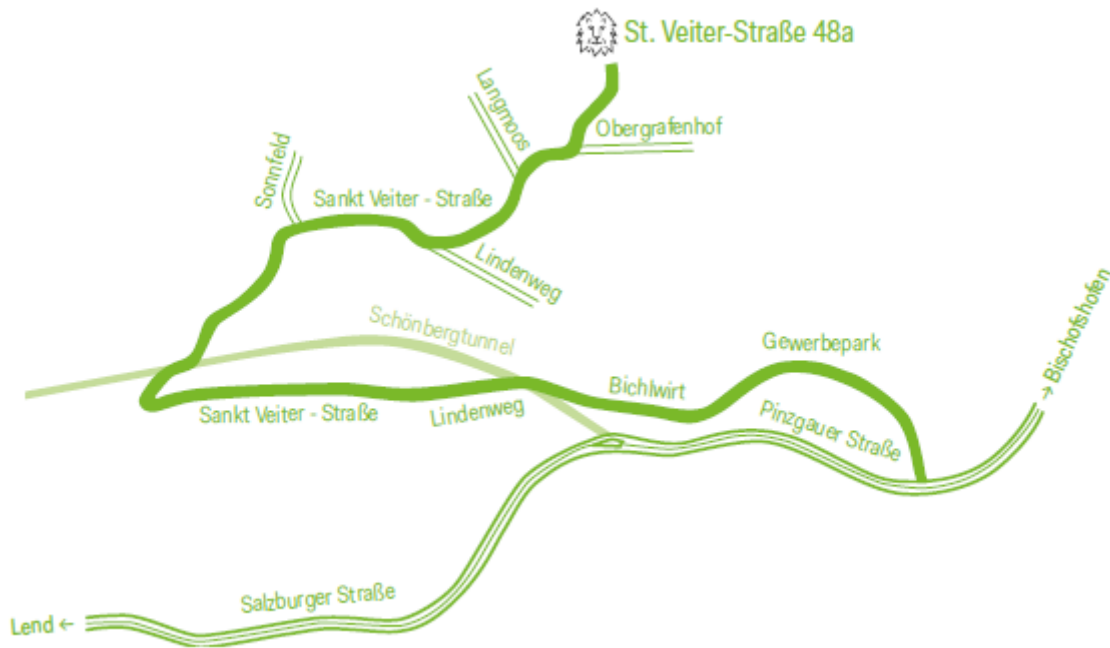 St. Veiter-Straße 48a
Langmoos
Obergrafenhof
Sonnfeld
Sankt Veiter - Straße
Lindenweg
Schönbergtunnel
Gewerbepark
→ Bischofshofen
Bichlwirt
Sankt Veiter - Straße
Lindenweg
Pinzgauer Straße
Salzburger Straße
Lend ←